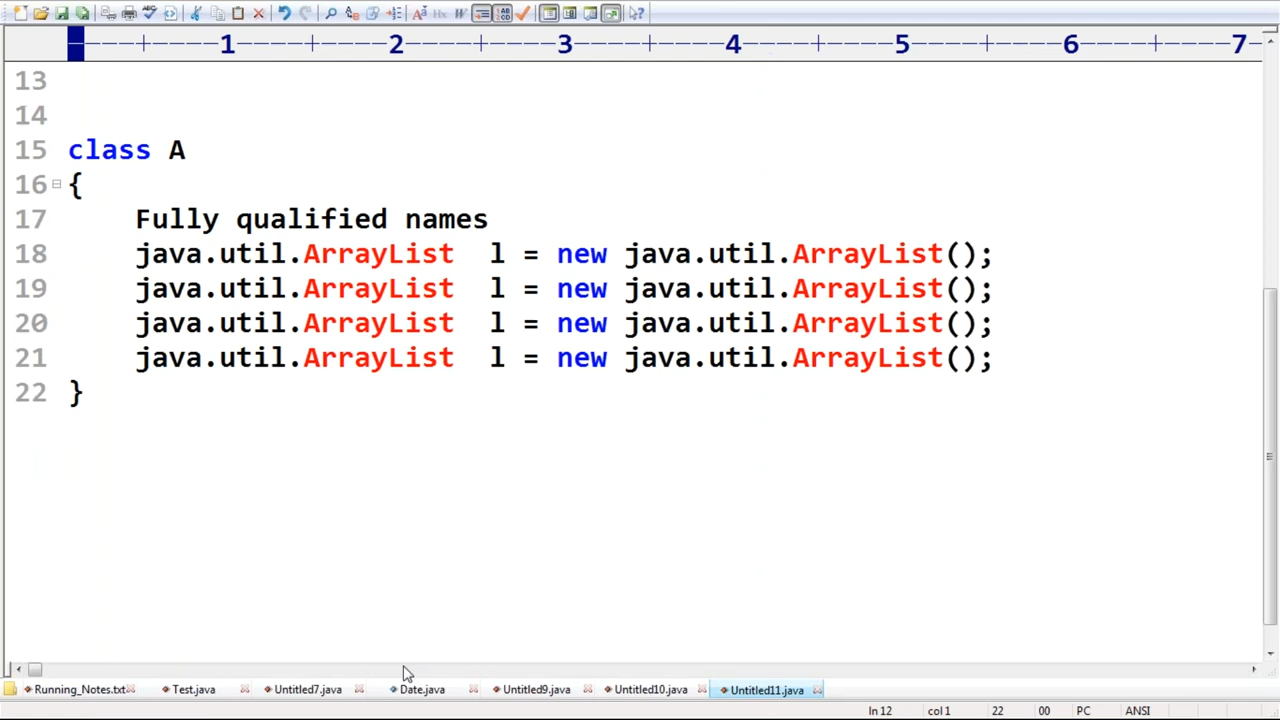 1 2 3 4 5 6 7
13
14
15 class A
16 {
17 Fully qualified names
18 java.util.ArrayList l = new java.util.ArrayList();
19 java.util.ArrayList l = new java.util.ArrayList();
20 java.util.ArrayList l = new java.util.ArrayList();
21 java.util.ArrayList l = new java.util.ArrayList();
22 }
Running_Notes.txt Test.java Untitled7.java Date.java Untitled9.java Untitled10.java Untitled11.java
ln 12 col 1 22 00 PC ANSI